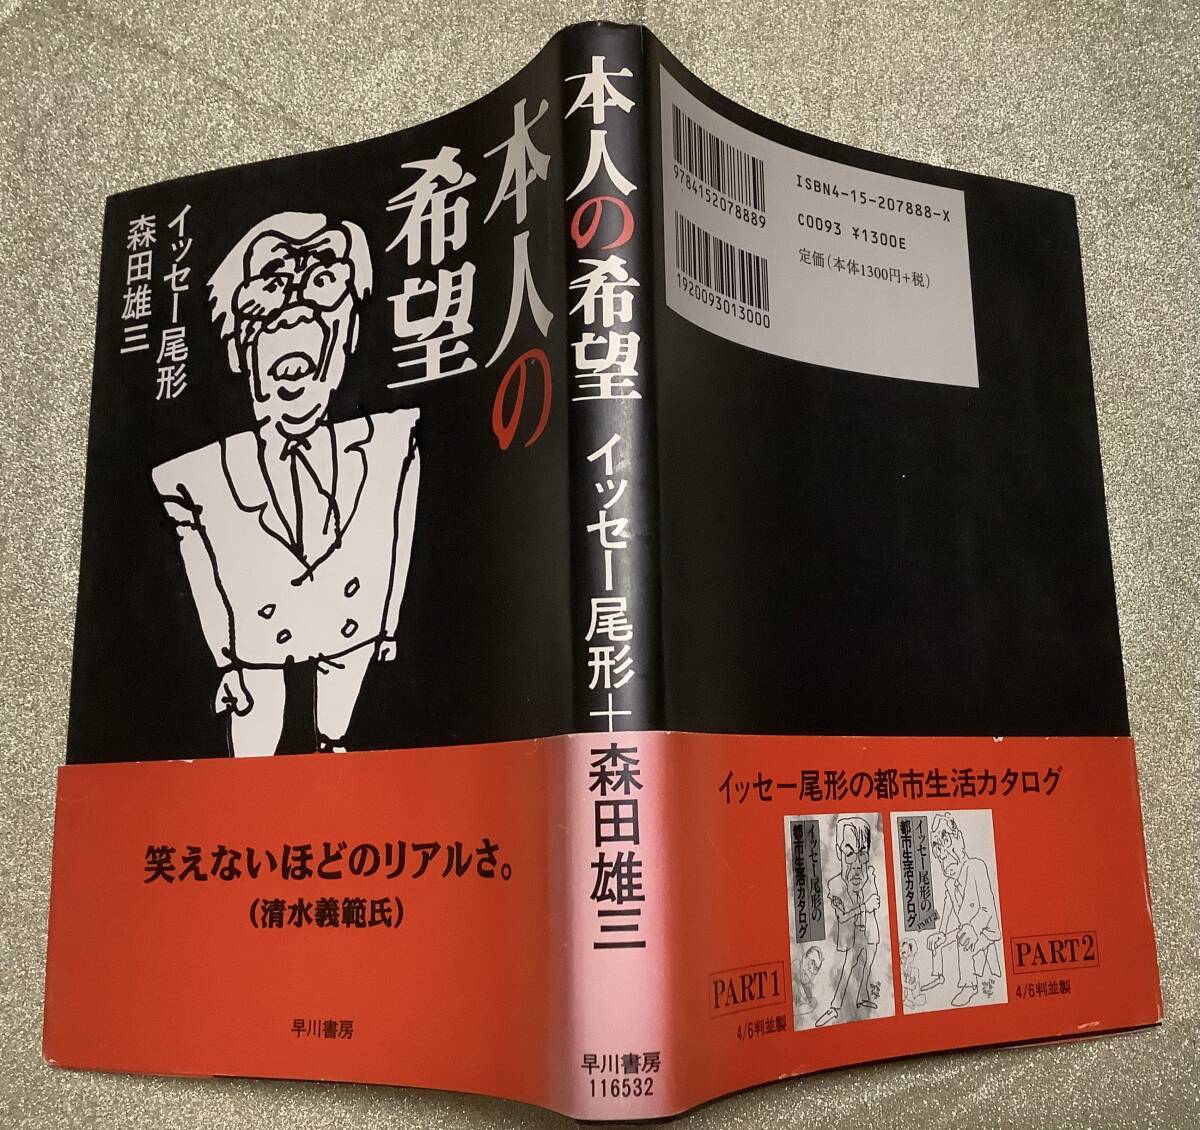 本人の
希望
イッセー尾形
森田雄三
笑えないほどのリアルさ。
(清水義範氏)
早川書房
本人の希望 イッセー尾形+森田雄三
早川書房
116532
9784152078889
1920093013000
ISBN4-15-207888-X
C0093 ¥1300E
定価(本体1300円+税)
イッセー尾形の都市生活カタログ
イッセー尾形の
都市生活カタログ
PART1
4/6判並製
イッセー尾形の
都市生活カタログ
PART2
PART2
4/6判並製